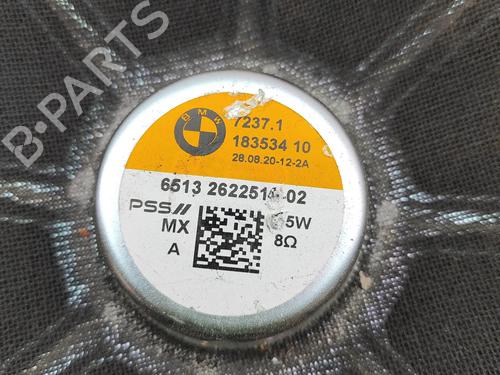 B-PARTS
BMW
7237.1
183534 10
28.08.20-12-2A
6513
PSS//
MX
8Ω
A